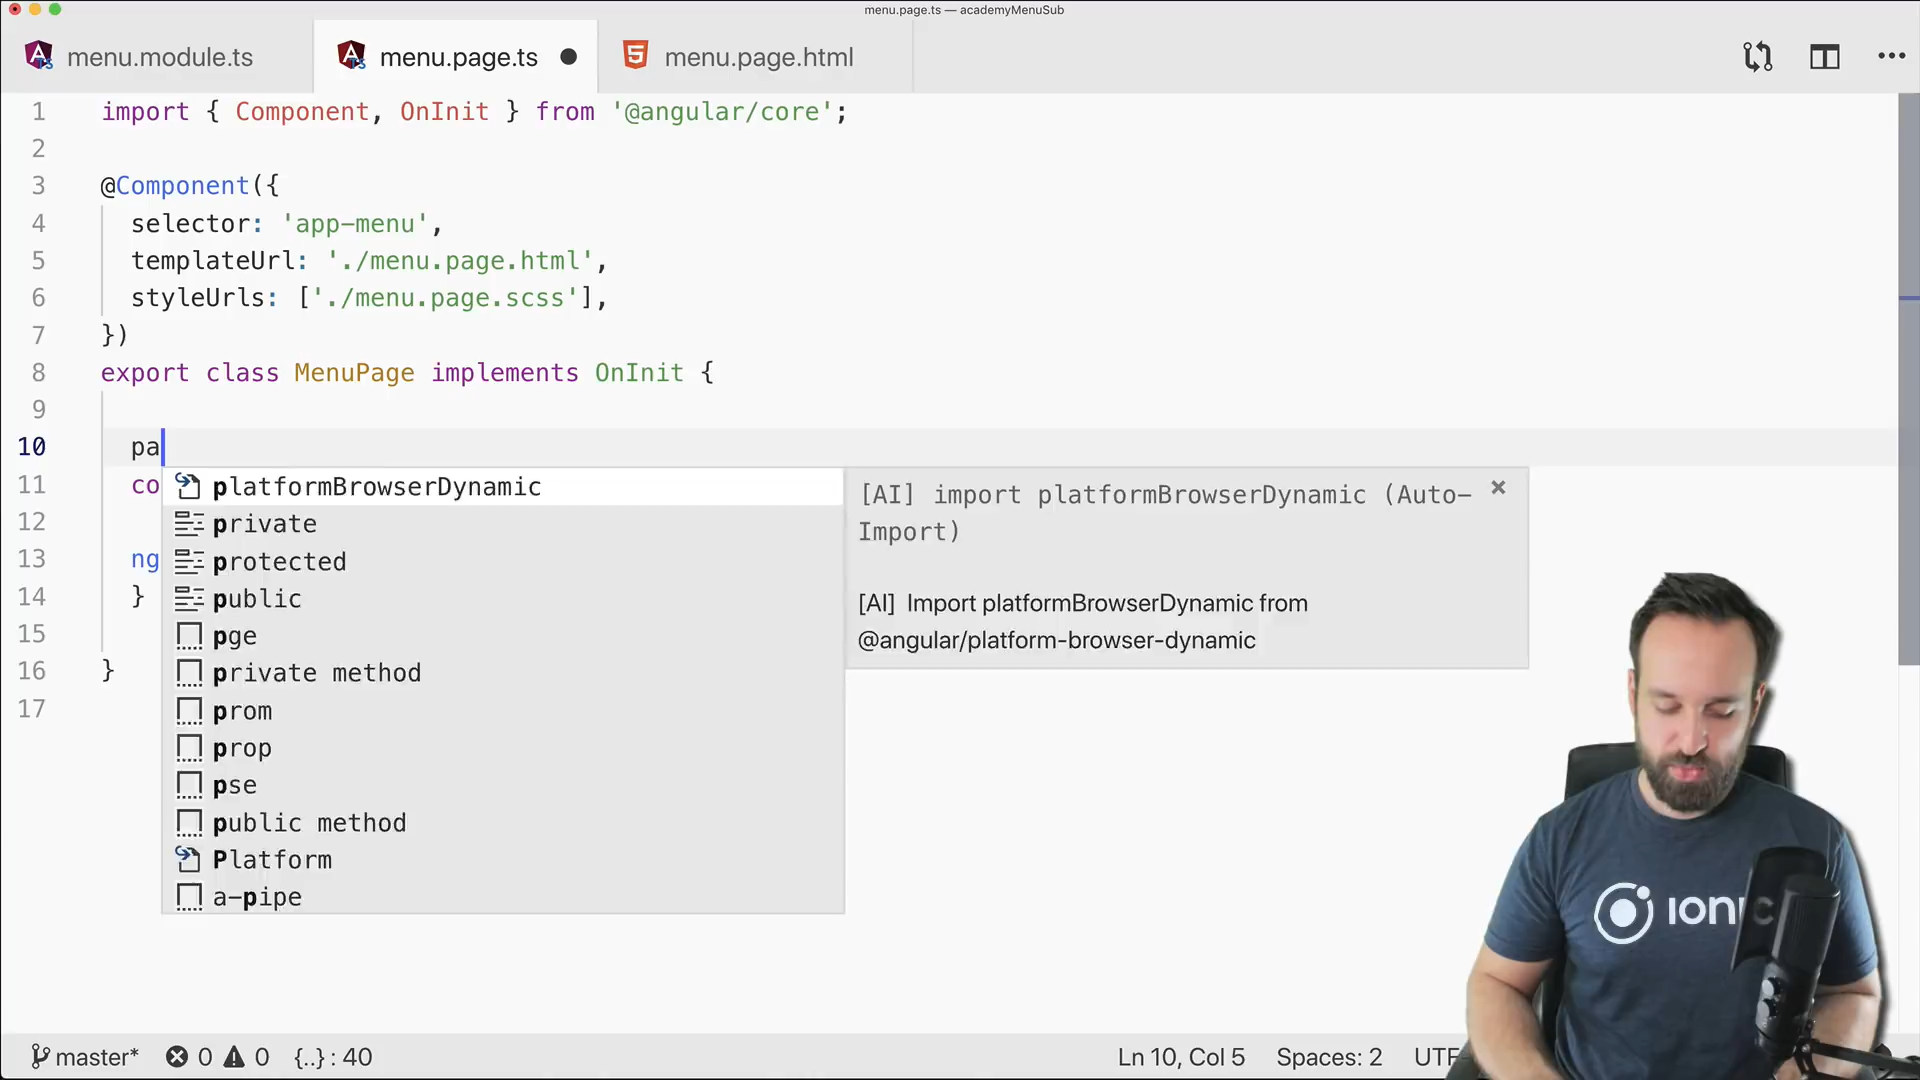 menu.page.ts — academyMenuSub
menu.module.ts
menu.page.ts
menu.page.html
1 import { Component, OnInit } from '@angular/core';
2
3 @Component({
4 selector: 'app-menu',
5 templateUrl: './menu.page.html',
6 styleUrls: ['./menu.page.scss'],
7 })
8 export class MenuPage implements OnInit {
9
10 pa
11 co
12
13 ng
14 }
15
16 }
17
platformBrowserDynamic
private
protected
public
pge
private method
prom
prop
pse
public method
Platform
a-pipe
[AI] import platformBrowserDynamic (Auto-
Import)
[AI] Import platformBrowserDynamic from
@angular/platform-browser-dynamic
ionic
master* 0 0 {..} : 40 Ln 10, Col 5 Spaces: 2 UTF-